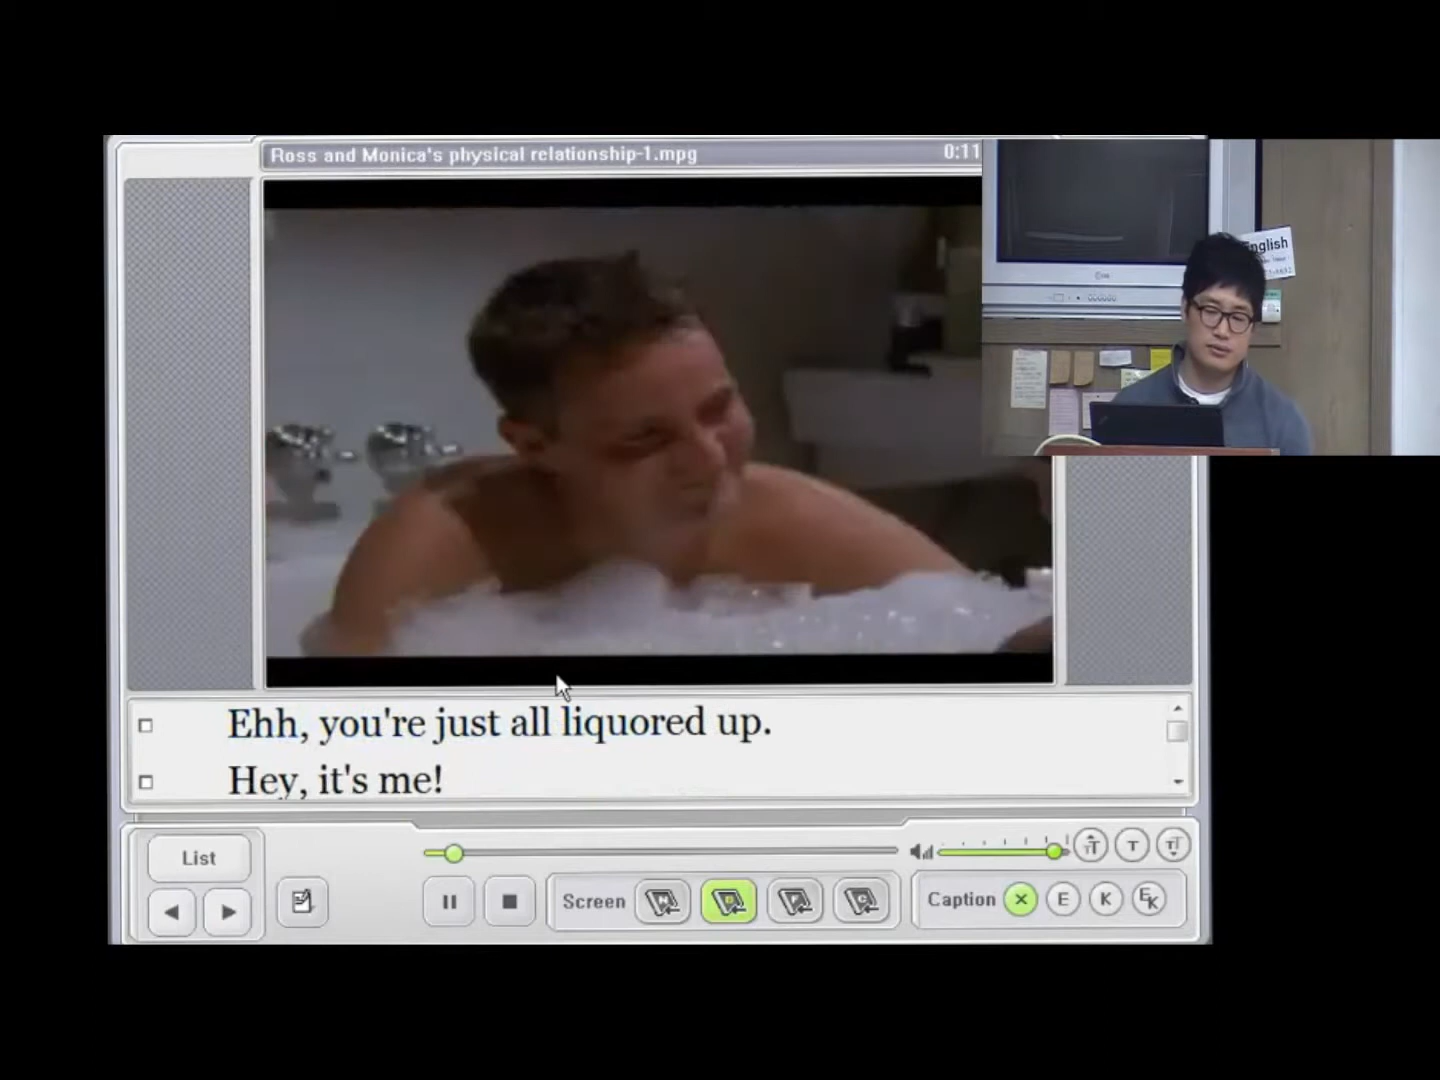 Ross and Monica's physical relationship-1.mpg
0:11
English
Ehh, you're just all liquored up.
Hey, it's me!
List
Screen
Caption
X
E
K
EK
T
T
T